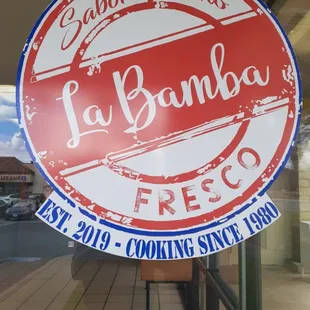 La Bamba
FRESCO
EST. 2019 - COOKING SINCE 1980